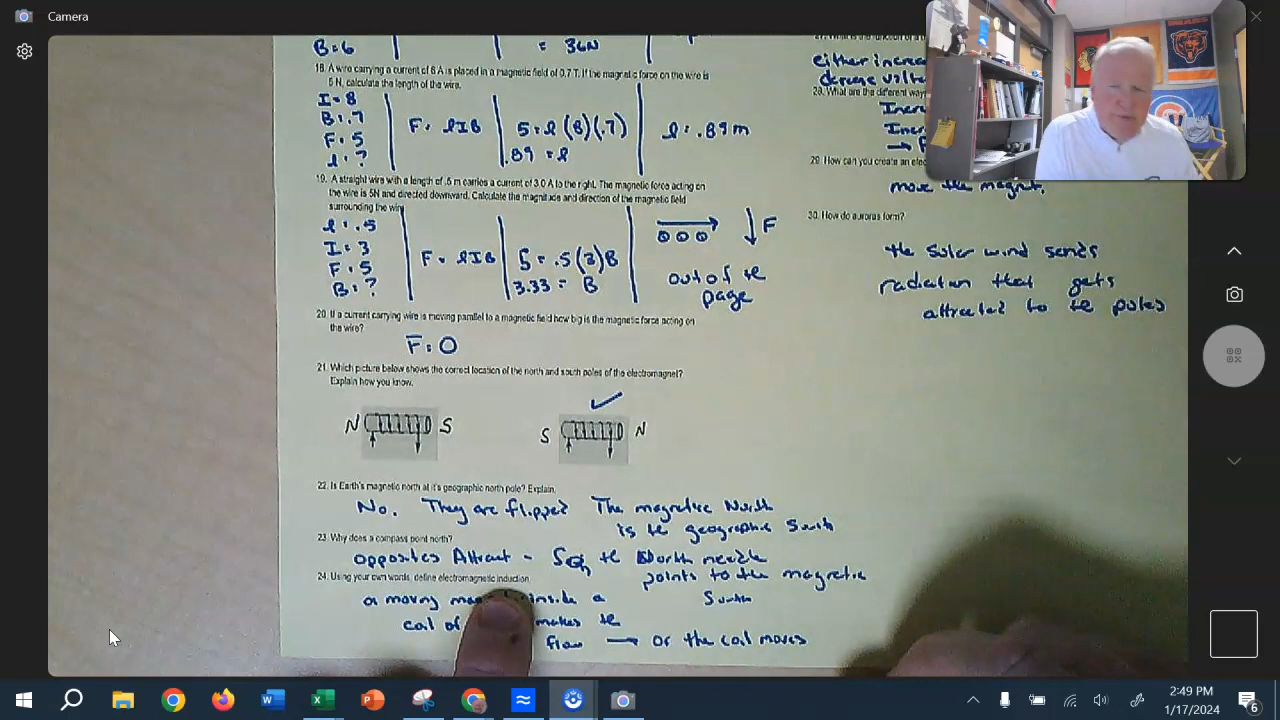 Camera
B=6
= 36N
18. A wire carrying a current of 8 A is placed in a magnetic field of 0.7 T. If the magnetic force on the wire is
5 N, calculate the length of the wire.
I=8
B=.7
F=5
l=?
F=lIB
5=l(8)(.7)
.89=l
l=.89m
19. A straight wire with a length of .5 m carries a current of 3.0 A to the right. The magnetic force acting on
the wire is 5N and directed downward. Calculate the magnitude and direction of the magnetic field
surrounding the wire
l=.5
I=3
F=5
B=?
F=lIB
5=.5(3)B
3.33=B
F
out of the
page
20. If a current carrying wire is moving parallel to a magnetic field how big is the magnetic force acting on
the wire?
F=0
21. Which picture below shows the correct location of the north and south poles of the electromagnet?
Explain how you know.
N S
S N
22. Is Earth's magnetic north at it's geographic north pole? Explain.
No. They are flipped The magnetic North
is the geographic South
23. Why does a compass point north?
opposites Attract - So, the North needle
points to the magnetic
South
24. Using your own words, define electromagnetic induction.
a moving inside a
coil of makes the
flow → or the coil moves
either increa
28. What are the different way
Incre
Incre
29. How can you create an elec
move the magnet.
30. How do auroras form?
the solar wind sends
radiation that gets
attracted to the poles
BEARS
2:49 PM
1/17/2024
6